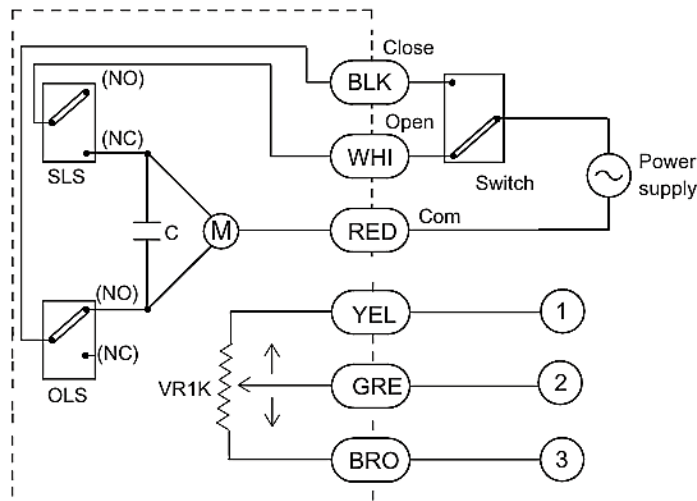 Close
(NO)
BLK
Open
(NC)
WHI
SLS
Switch
Power
supply
C
M
RED
Com
(NO)
YEL
1
(NC)
VR1K
GRE
2
OLS
BRO
3